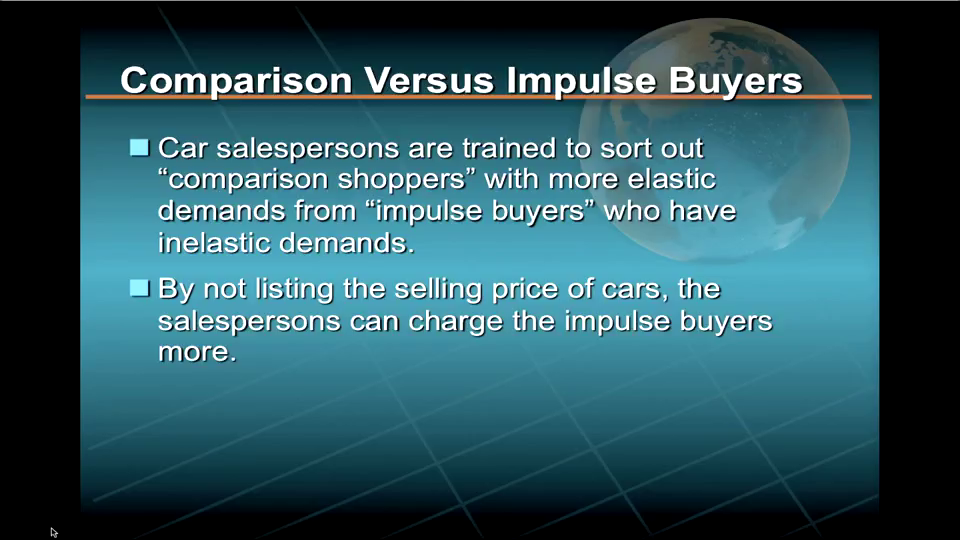 Comparison Versus Impulse Buyers
Car salespersons are trained to sort out
“comparison shoppers” with more elastic
demands from “impulse buyers” who have
inelastic demands.
By not listing the selling price of cars, the
salespersons can charge the impulse buyers
more.